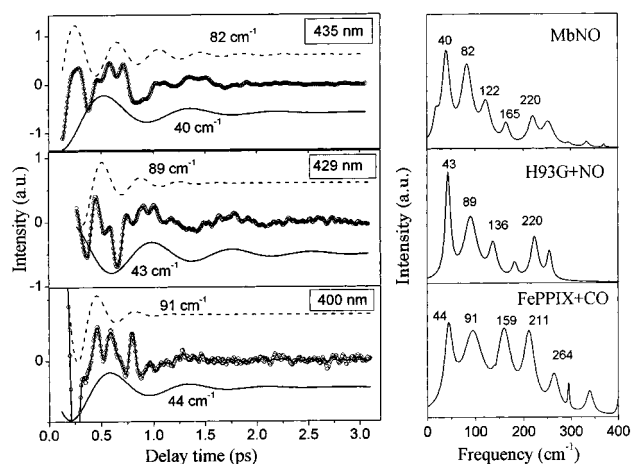 Intensity (a.u.)
1
0
1
0
1
0
1
82 cm⁻¹
435 nm
40 cm⁻¹
89 cm⁻¹
429 nm
43 cm⁻¹
91 cm⁻¹
400 nm
44 cm⁻¹
0.5 1.0 1.5 2.0 2.5 3.0
Delay time (ps)
Intensity (a.u.)
MbNO
40
82
122
165
220
H93G+NO
43
89
136
220
FePPIX+CO
44
91
159
211
264
0 100 200 300 400
Frequency (cm⁻¹)